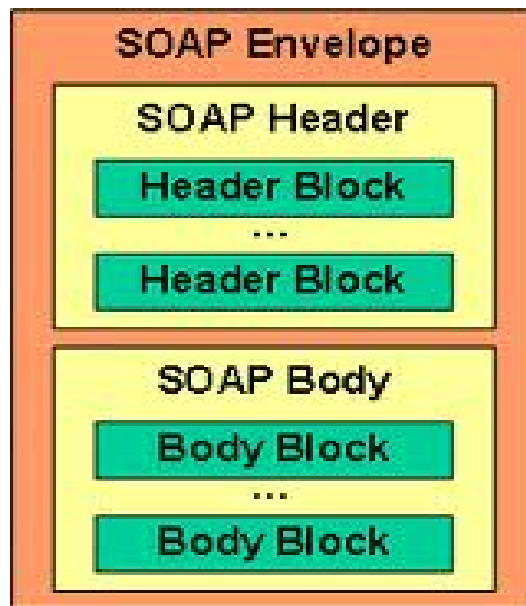 SOAP Envelope
SOAP Header
Header Block
...
Header Block
SOAP Body
Body Block
...
Body Block